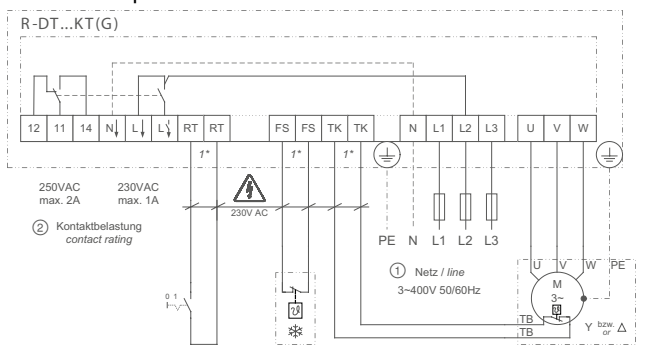 R-DT...KT(G)
12 11 14 N L L RT RT FS FS TK TK N L1 L2 L3 U V W
1* 1* 1*
250VAC 230VAC
max. 2A max. 1A
230V AC
2 Kontaktbelastung
contact rating
PE N L1 L2 L3
1 Netz / line
3~400V 50/60Hz
U V W PE
M
3~
ϑ
0 1
ϑ
TB
TB
Y bzw. or Δ